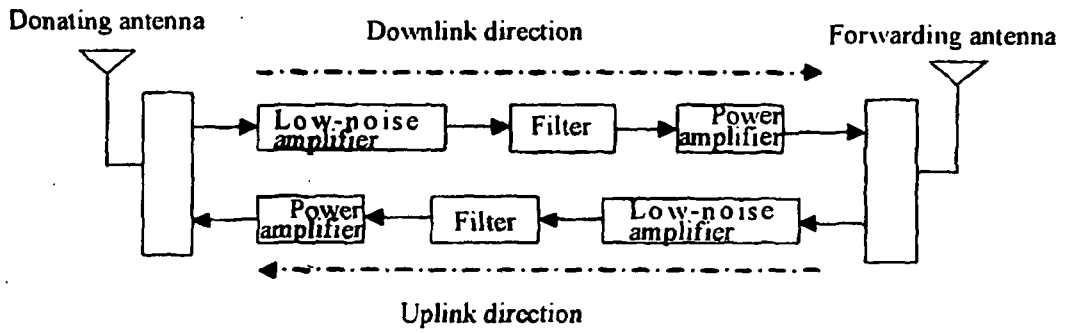 Donating antenna
Downlink direction
Forwarding antenna
Low-noise
amplifier
Filter
Power
amplifier
Power
amplifier
Filter
Low-noise
amplifier
Uplink direction